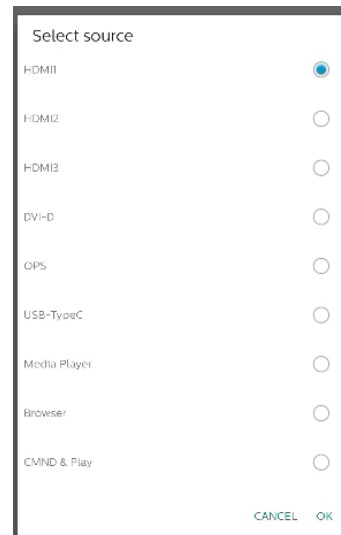 Select source
HDMI1
HDMI2
HDMI3
DVI-D
OPS
USB-TypeC
Media Player
Browser
CMND & Play
CANCEL OK